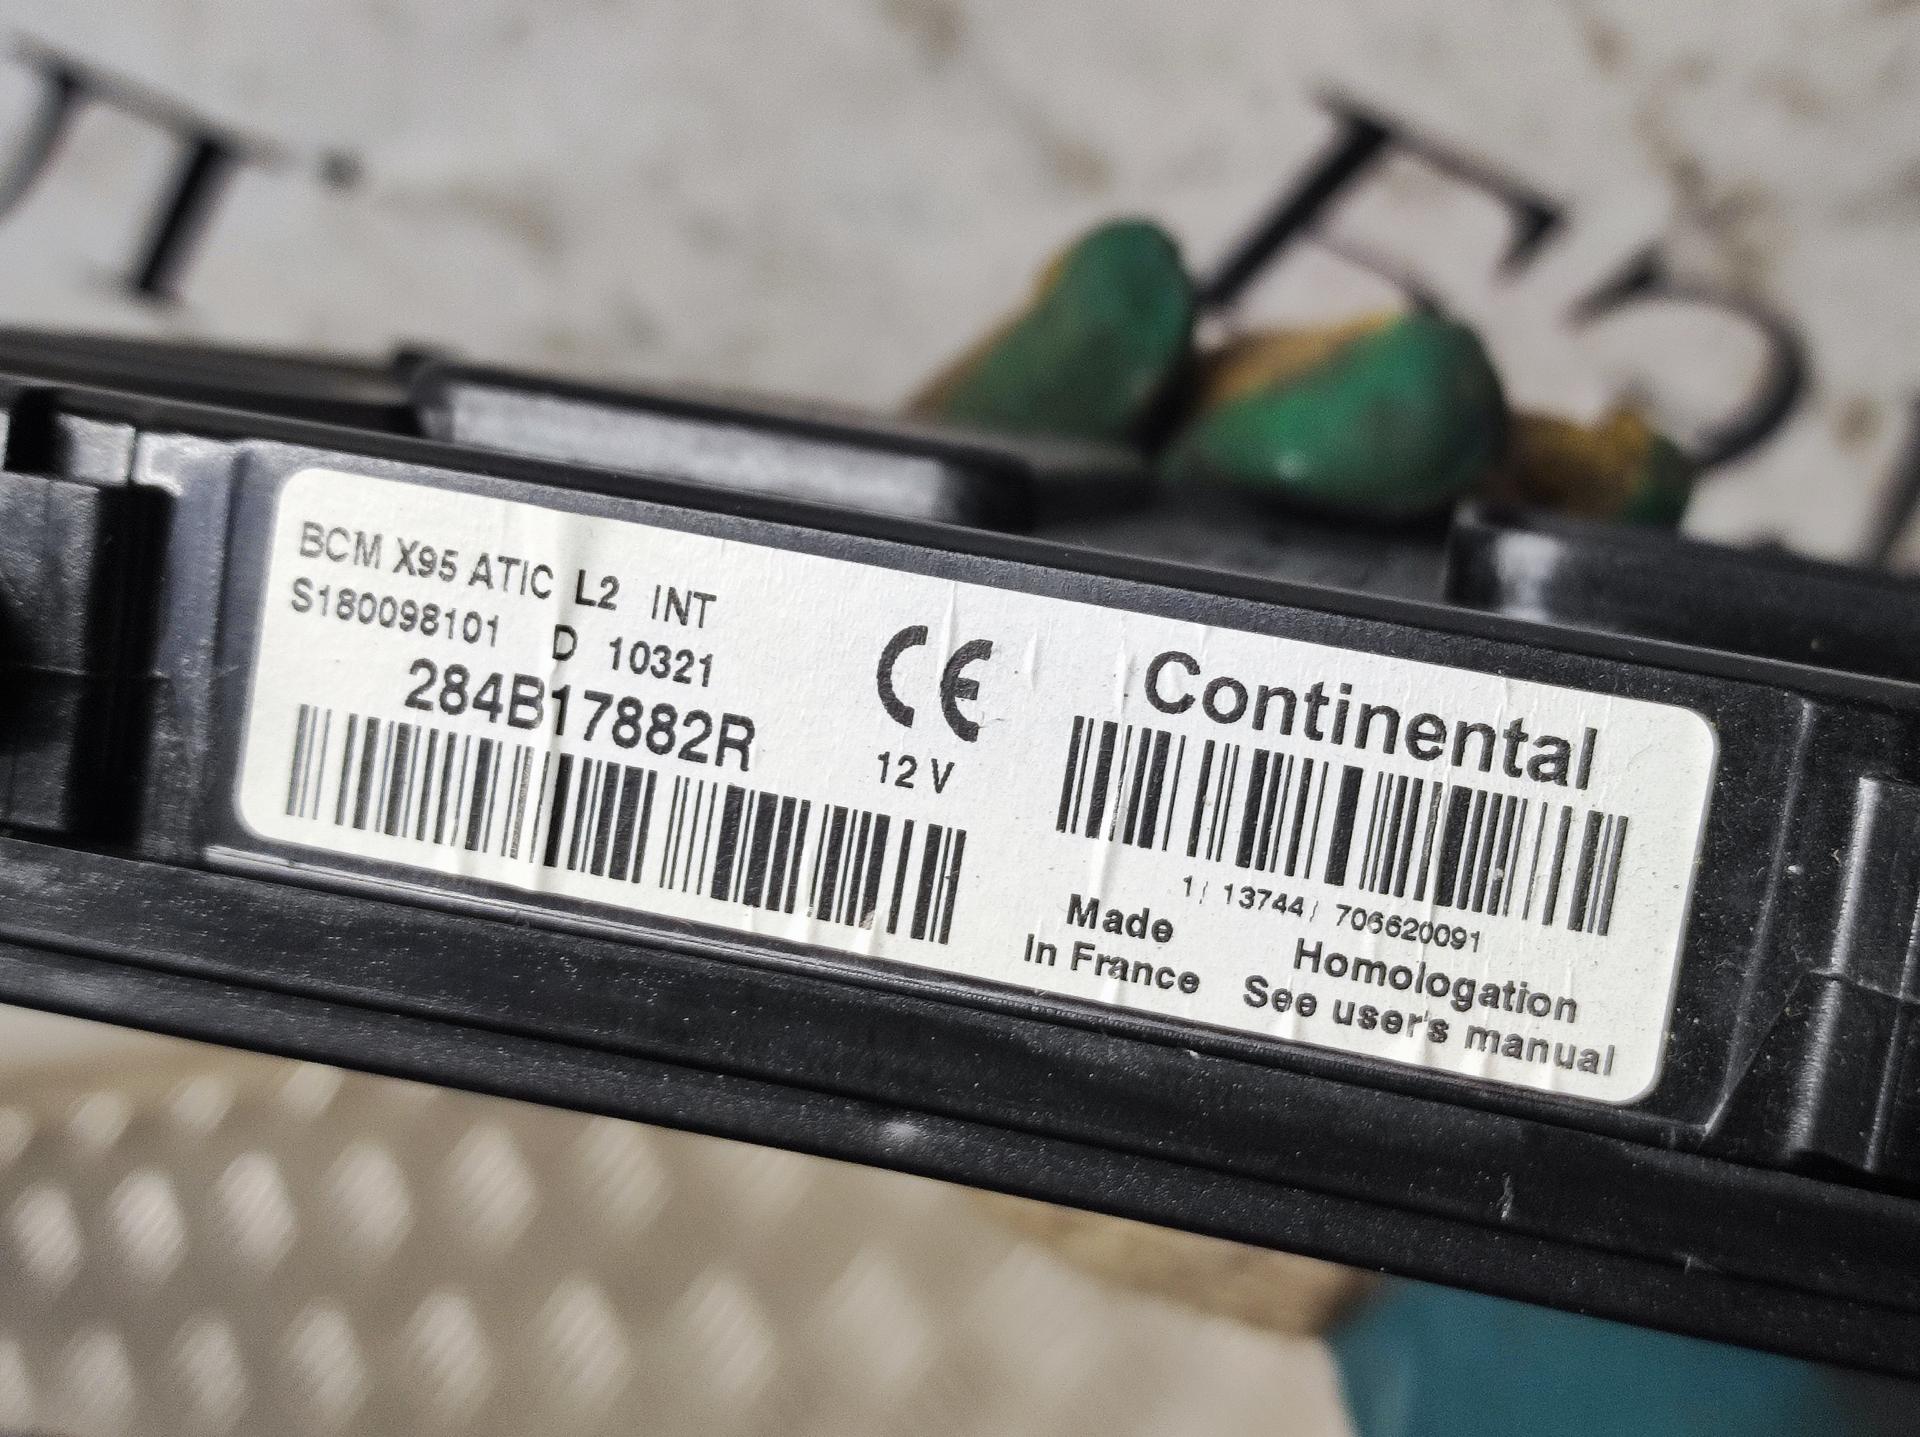 BCM X95 ATIC L2 INT
S180098101 D 10321
284B17882R
CE
12 V
Continental
1/ 13744/ 706620091
Made
in France
Homologation
See user's manual